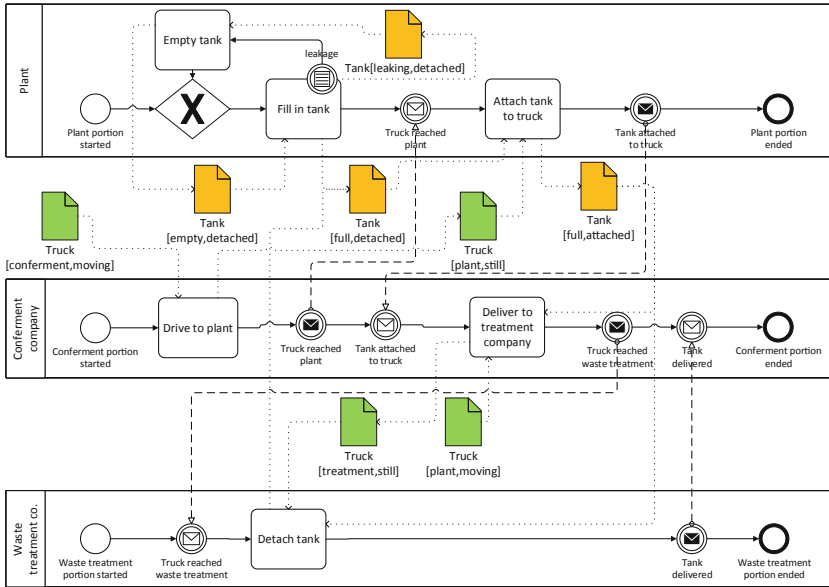 Plant
Empty tank
leakage
Tank[leaking,detached]
X
Fill in tank
Attach tank
to truck
Plant portion
started
Truck reached
plant
Tank attached
to truck
Plant portion
ended
Tank
[empty,detached]
Tank
[full,detached]
Tank
[full,attached]
Truck
[conferment,moving]
Truck
[plant,still]
Conferment
company
Drive to plant
Deliver to
treatment
company
Conferment portion
started
Truck reached
plant
Tank attached
to truck
Truck reached
waste treatment
Tank
delivered
Conferment portion
ended
Truck
[treatment,still]
Truck
[plant,moving]
Waste
treatment co.
Detach tank
Waste treatment
portion started
Truck reached
waste treatment
Tank
delivered
Waste treatment
portion ended